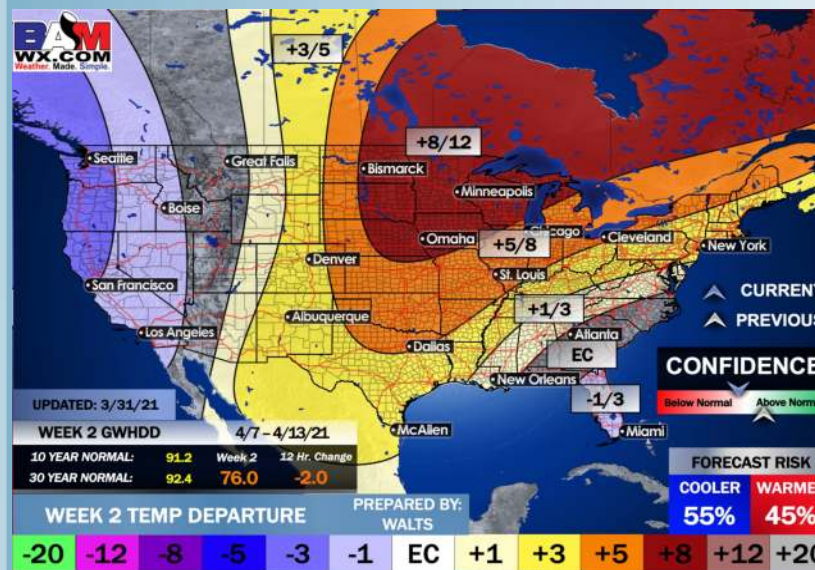 BAM
WX.COM
Weather. Made. Simple.
+3/5
+8/12
Seattle
Great Falls
Bismarck
Minneapolis
Boise
Omaha
Chicago
Cleveland
+5/8
New York
Denver
St. Louis
San Francisco
CURRENT
+1/3
Albuquerque
PREVIOUS
Los Angeles
Atlanta
Dallas
EC
CONFIDENCE
New Orleans
-1/3
Below Normal
Above Norm
UPDATED: 3/31/21
McAllen
Miami
WEEK 2 GWHDD 4/7 – 4/13/21
10 YEAR NORMAL: 91.2 Week 2 12 Hr. Change
30 YEAR NORMAL: 92.4 76.0 -2.0
FORECAST RISK
COOLER WARME
55% 45%
WEEK 2 TEMP DEPARTURE
PREPARED BY:
WALTS
-20 -12 -8 -5 -3 -1 EC +1 +3 +5 +8 +12 +20